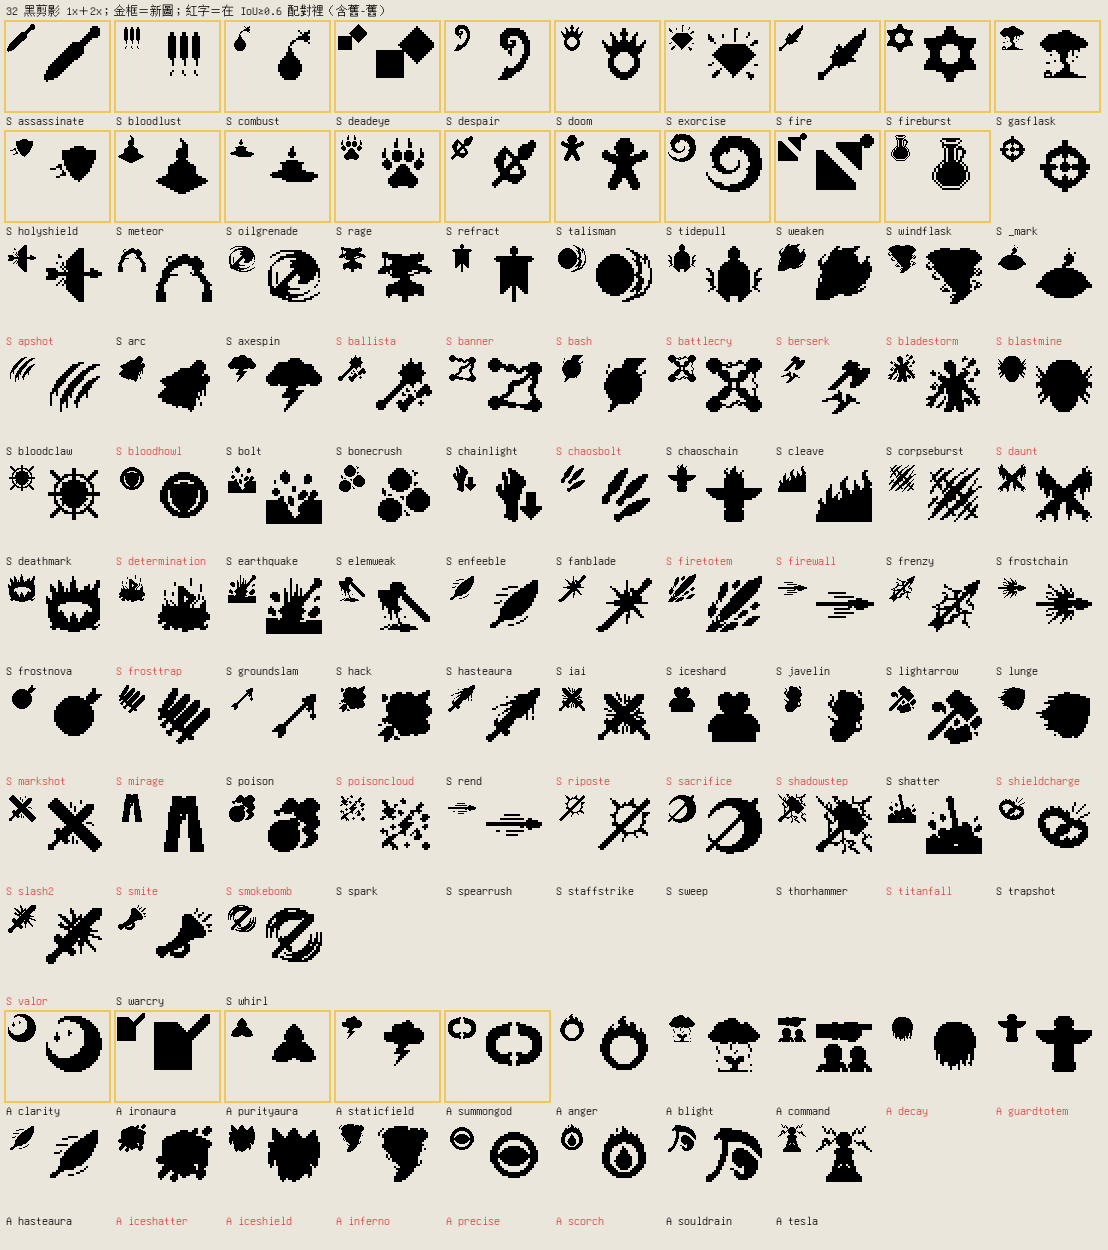 32 黑剪影 1x＋2x；金框＝新圖；紅字＝在 IoU≥0.6 配對裡（含舊-舊）
S assassinate S bloodlust S combust S deadeye S despair S doom S exorcise S fire S fireburst S gasflask
S holyshield S meteor S oilgrenade S rage S refract S talisman S tidepull S weaken S windflask S _mark
S apshot S arc S axespin S ballista S banner S bash S battlecry S berserk S bladestorm S blastmine
S bloodclaw S bloodhowl S bolt S bonecrush S chainlight S chaosbolt S chaoschain S cleave S corpseburst S daunt
S deathmark S determination S earthquake S elemweak S enfeeble S fanblade S firetotem S firewall S frenzy S frostchain
S frostnova S frosttrap S groundslam S hack S hasteaura S iai S iceshard S javelin S lightarrow S lunge
S markshot S mirage S poison S poisoncloud S rend S riposte S sacrifice S shadowstep S shatter S shieldcharge
S slash2 S smite S smokebomb S spark S spearrush S staffstrike S sweep S thorhammer S titanfall S trapshot
S valor S warcry S whirl
A clarity A ironaura A purityaura A staticfield A summongod A anger A blight A command A decay A guardtotem
A hasteaura A iceshatter A iceshield A inferno A precise A scorch A souldrain A tesla